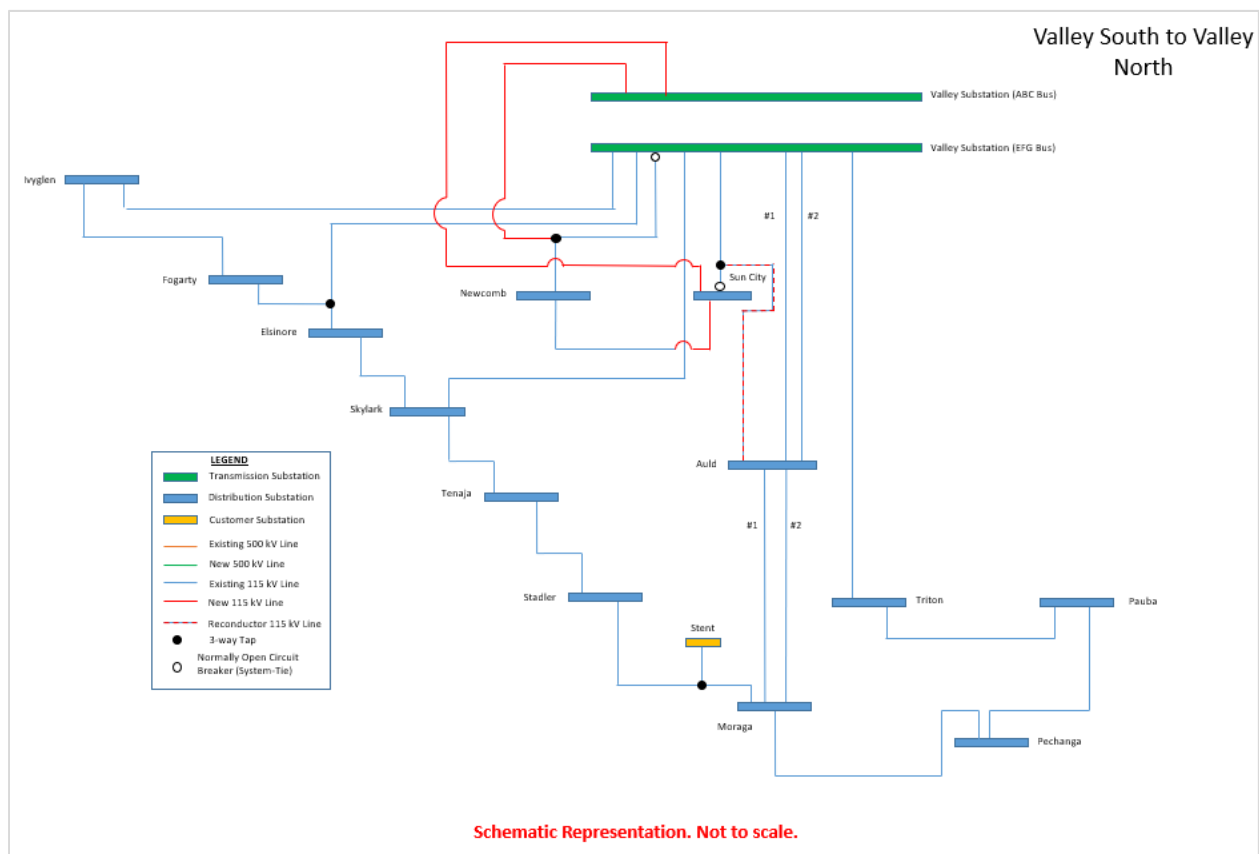 Valley South to Valley
North
Valley Substation (ABC Bus)
Valley Substation (EFG Bus)
Ivyglen
#1
#2
Fogarty
Newcomb
Sun City
Elsinore
Skylark
LEGEND
Transmission Substation
Distribution Substation
Customer Substation
Existing 500 kV Line
New 500 kV Line
Existing 115 kV Line
New 115 kV Line
Reconductor 115 kV Line
3-way Tap
Normally Open Circuit
Breaker (System-Tie)
Auld
Tenaja
#1
#2
Stadler
Triton
Pauba
Stent
Moraga
Pechanga
Schematic Representation. Not to scale.